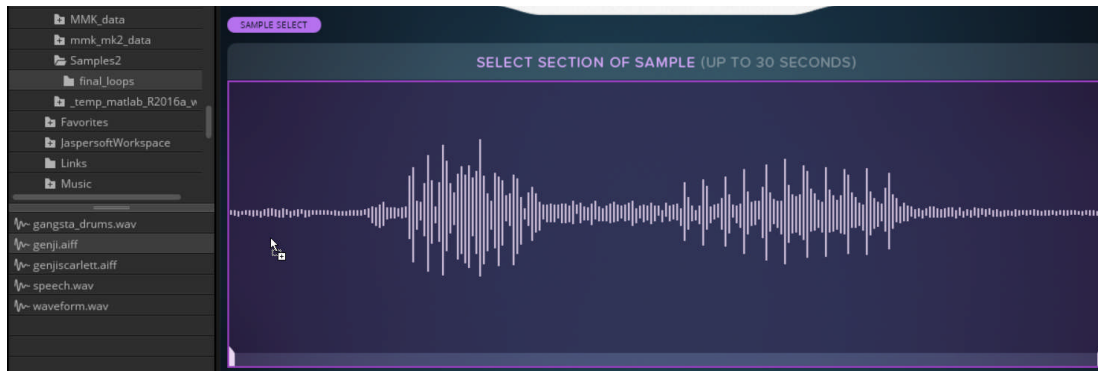 MMK_data
mmk_mk2_data
Samples2
final_loops
_temp_matlab_R2016a_w
Favorites
JaspersoftWorkspace
Links
Music
gangsta_drums.wav
genji.aiff
genjiscarlett.aiff
speech.wav
waveform.wav
SAMPLE SELECT
SELECT SECTION OF SAMPLE (UP TO 30 SECONDS)